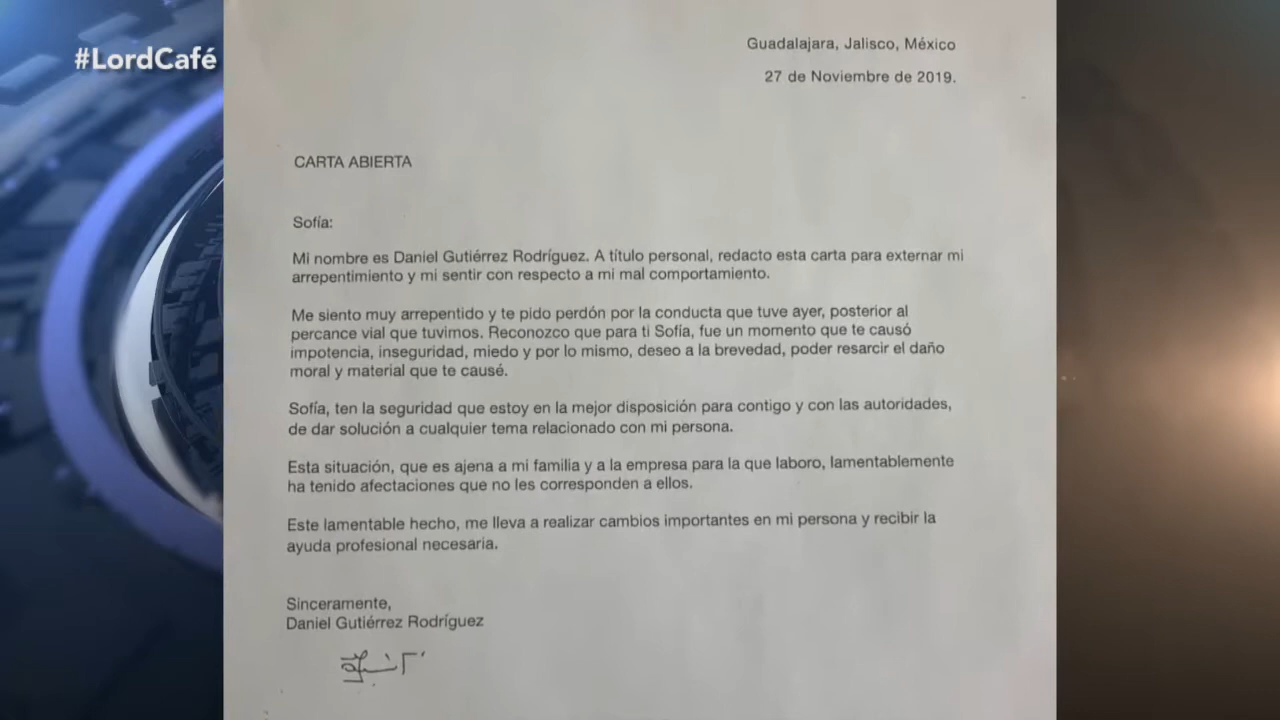 #LordCafé
Guadalajara, Jalisco, México
27 de Noviembre de 2019.
CARTA ABIERTA
Sofía:
Mi nombre es Daniel Gutiérrez Rodríguez. A título personal, redacto esta carta para externar mi
arrepentimiento y mi sentir con respecto a mi mal comportamiento.
Me siento muy arrepentido y te pido perdón por la conducta que tuve ayer, posterior al
percance vial que tuvimos. Reconozco que para ti Sofía, fue un momento que te causó
impotencia, inseguridad, miedo y por lo mismo, deseo a la brevedad, poder resarcir el daño
moral y material que te causé.
Sofía, ten la seguridad que estoy en la mejor disposición para contigo y con las autoridades,
de dar solución a cualquier tema relacionado con mi persona.
Esta situación, que es ajena a mi familia y a la empresa para la que laboro, lamentablemente
ha tenido afectaciones que no les corresponden a ellos.
Este lamentable hecho, me lleva a realizar cambios importantes en mi persona y recibir la
ayuda profesional necesaria.
Sinceramente,
Daniel Gutiérrez Rodríguez